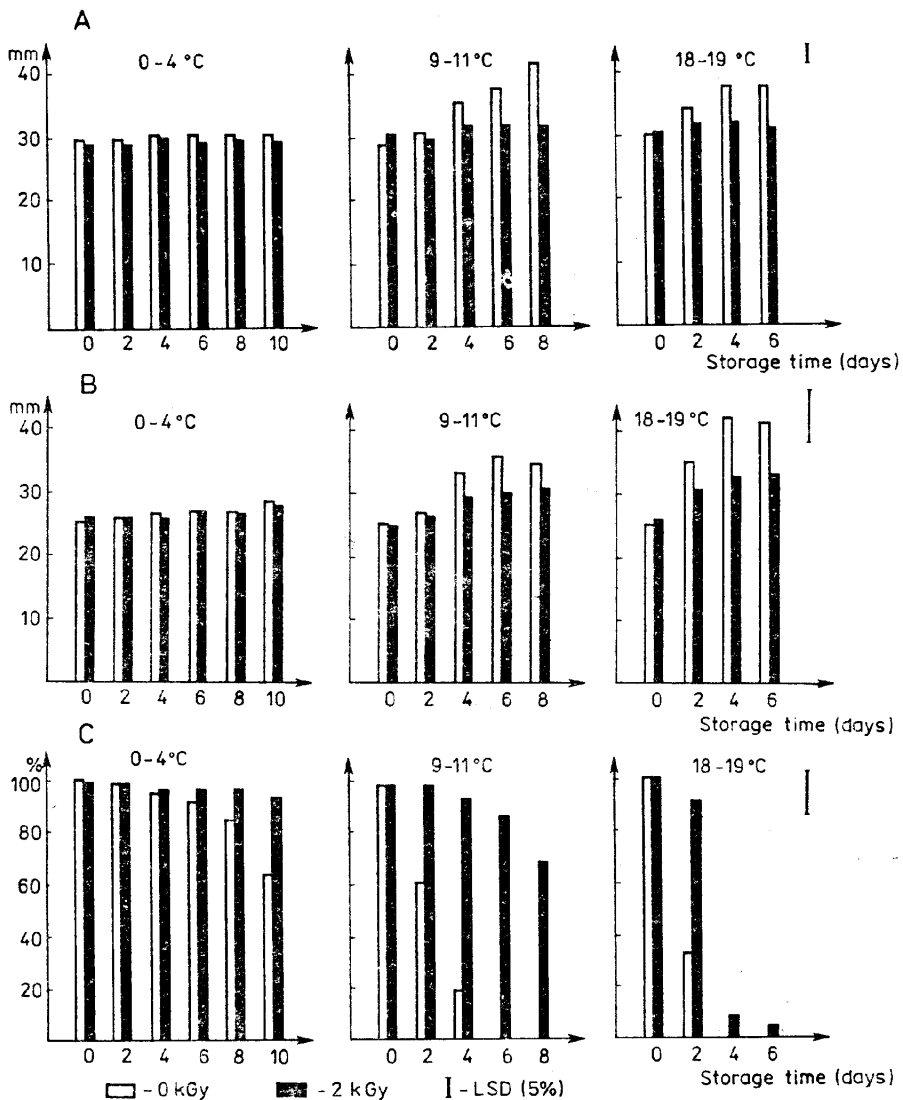 A
mm
0-4 °C
9-11°C
18-19 °C
40
30
20
10
0 2 4 6 8 10
0 2 4 6 8
0 2 4 6
Storage time (days)
B
mm
0-4 °C
9-11°C
18-19°C
40
30
20
10
0 2 4 6 8 10
0 2 4 6 8
0 2 4 6
Storage time (days)
C
%
0-4°C
9-11°C
18-19 °C
100
80
60
40
20
0 2 4 6 8 10
0 2 4 6 8
0 2 4 6
Storage time (days)
-0 kGy -2 kGy I -LSD (5%)